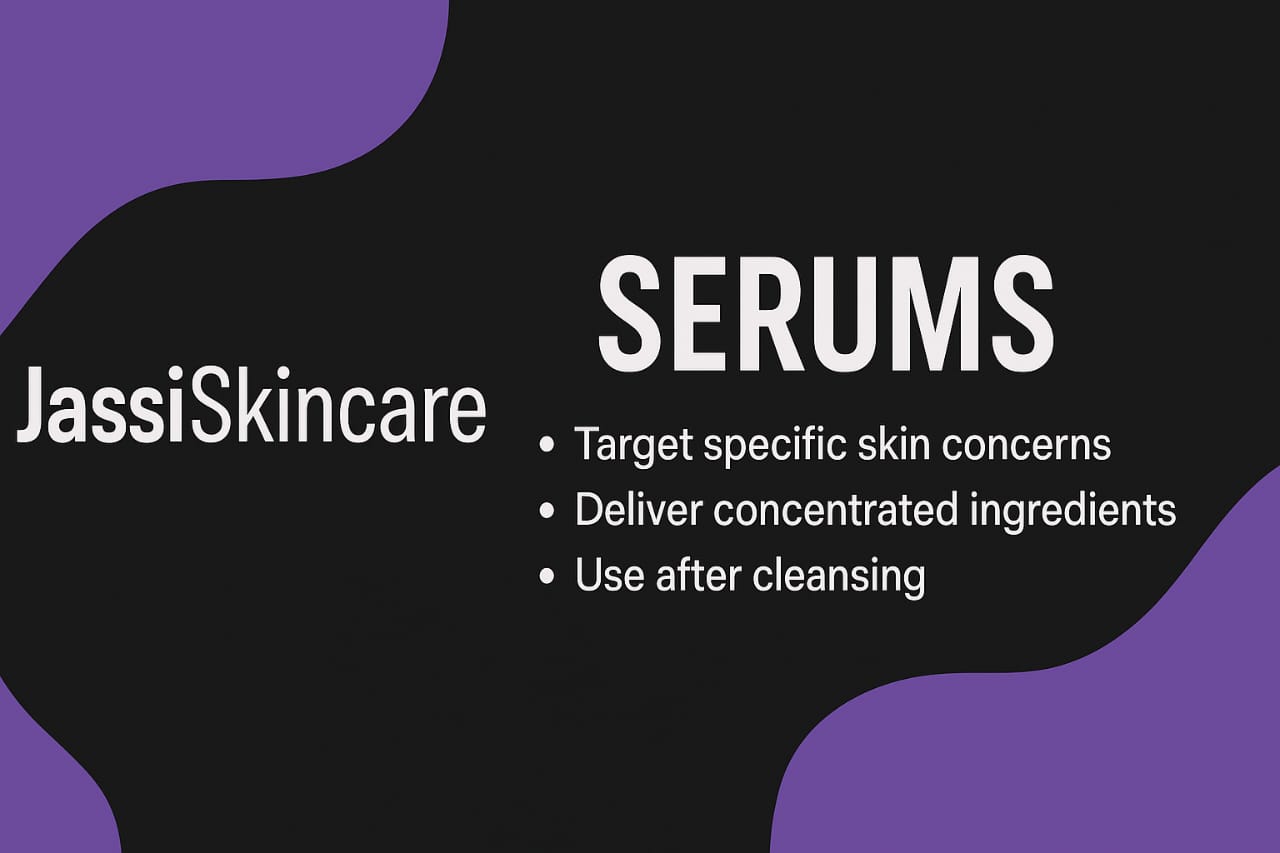 JassiSkincare
SERUMS
• Target specific skin concerns
• Deliver concentrated ingredients
• Use after cleansing